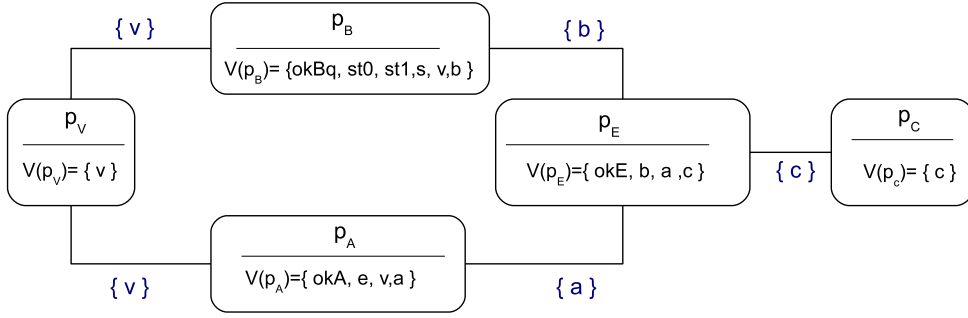 { v }
p_B
V(p_B)= {okBq, st0, st1,s, v,b }
{ b }
p_V
V(p_V)= { v }
p_E
V(p_E)={ okE, b, a ,c }
{ c }
p_C
V(p_c)= { c }
{ v }
p_A
V(p_A)={ okA, e, v,a }
{ a }